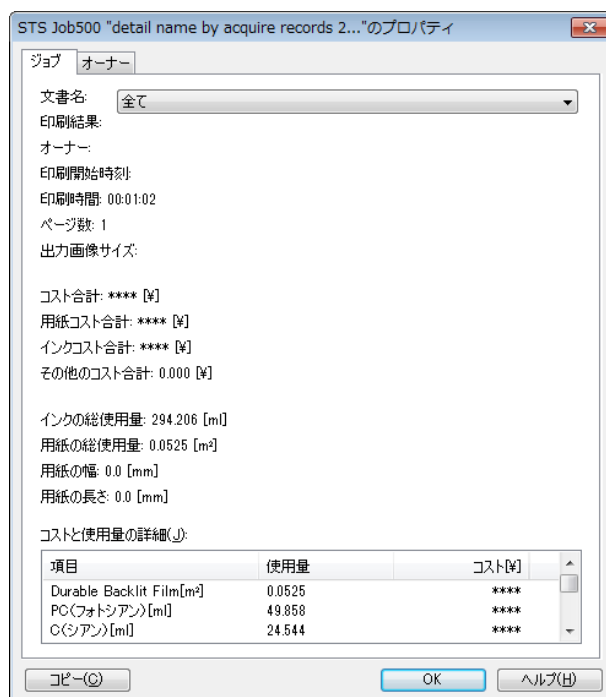 STS Job500 "detail name by acquire records 2..."のプロパティ
ジョブ オーナー
文書名: 全て
印刷結果:
オーナー:
印刷開始時刻:
印刷時間: 00:01:02
ページ数: 1
出力画像サイズ:
コスト合計: **** [¥]
用紙コスト合計: **** [¥]
インクコスト合計: **** [¥]
その他のコスト合計: 0.000 [¥]
インクの総使用量: 294.206 [ml]
用紙の総使用量: 0.0525 [m²]
用紙の幅: 0.0 [mm]
用紙の長さ: 0.0 [mm]
コストと使用量の詳細(J):
項目 使用量 コスト[¥]
Durable Backlit Film[m²] 0.0525 ****
PC(フォトシアン)[ml] 49.858 ****
C(シアン)[ml] 24.544 ****
コピー(C) OK ヘルプ(H)